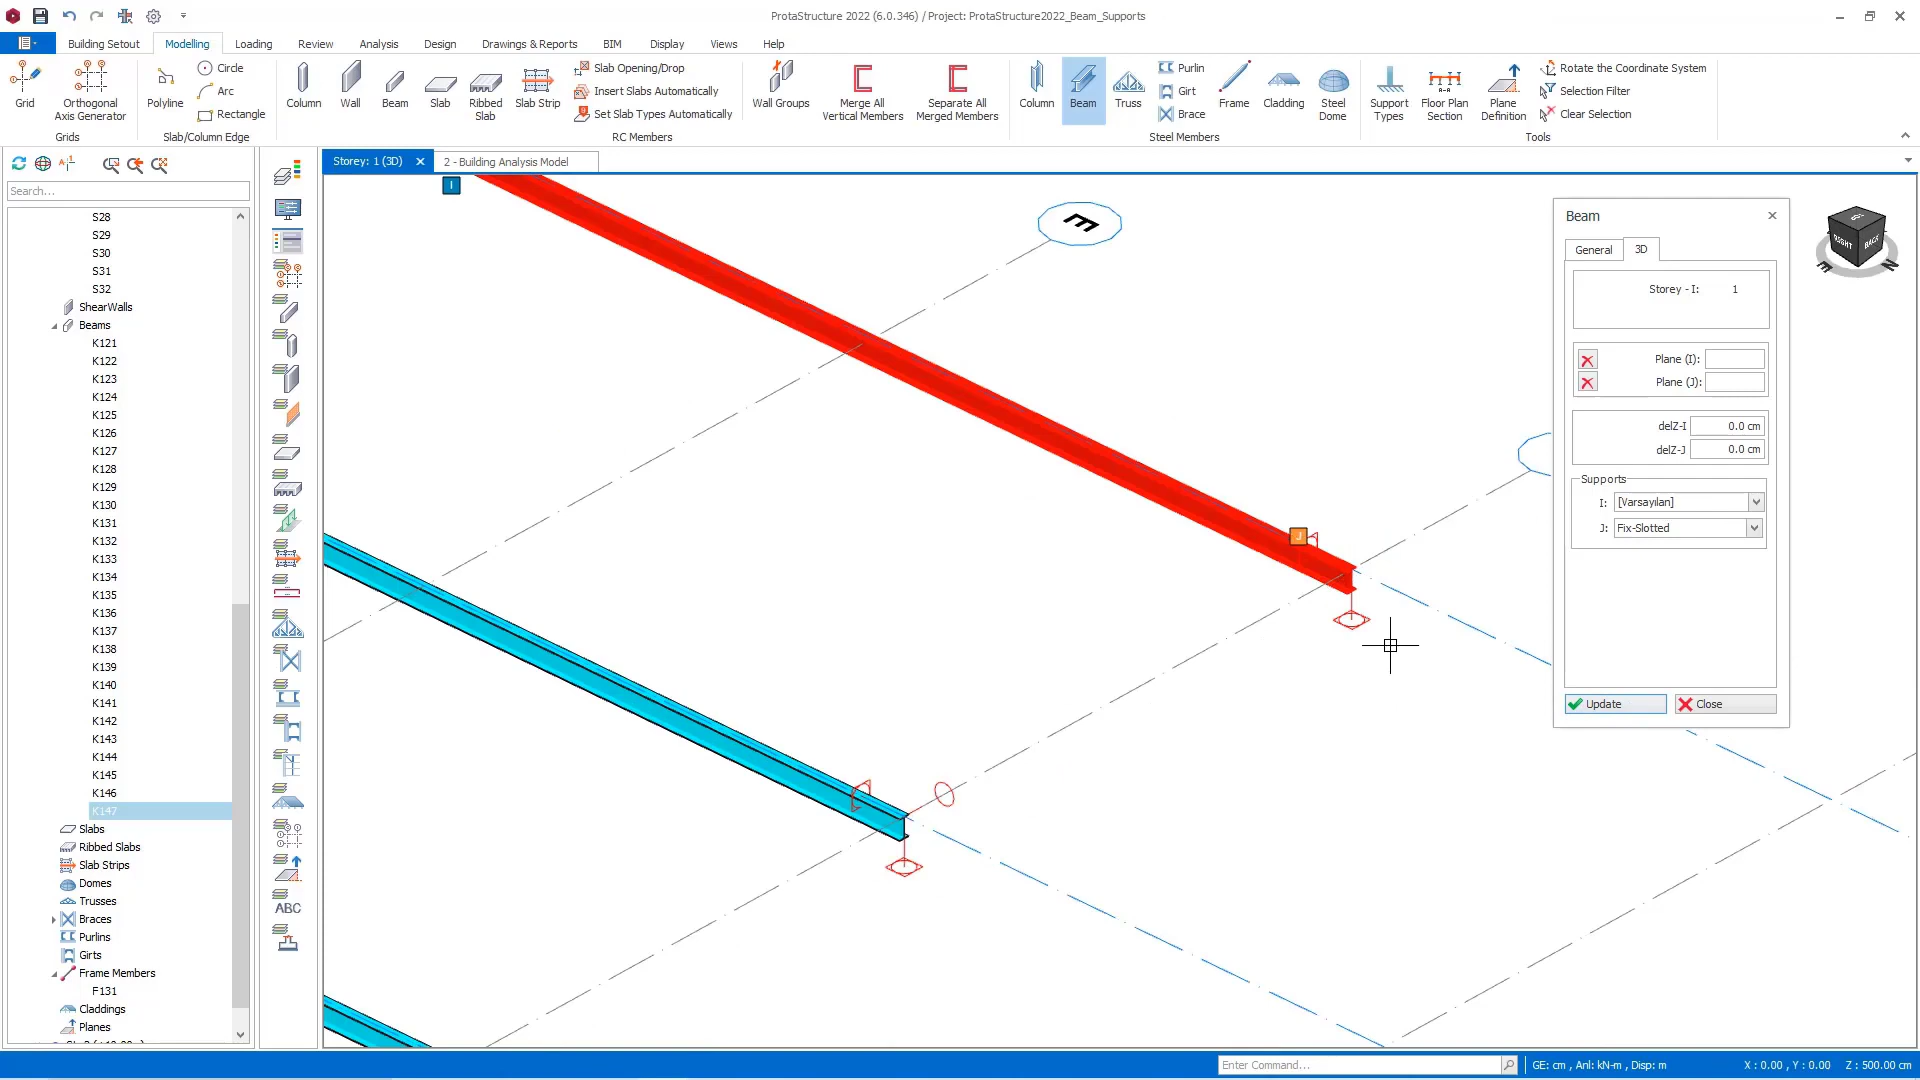 ProtaStructure 2022 (6.0.346) / Project: ProtaStructure2022_Beam_Supports
Building Setout
Modelling
Loading
Review
Analysis
Design
Drawings & Reports
BIM
Display
Views
Help
Grid
Orthogonal
Axis Generator
Grids
Polyline
Circle
Arc
Rectangle
Slab/Column Edge
Column
Wall
Beam
Slab
Ribbed
Slab
Slab Strip
Slab Opening/Drop
Insert Slabs Automatically
Set Slab Types Automatically
RC Members
Wall Groups
Merge All
Vertical Members
Separate All
Merged Members
Column
Beam
Truss
Purlin
Girt
Brace
Frame
Cladding
Steel
Dome
Steel Members
Support
Types
Floor Plan
Section
Plane
Definition
Rotate the Coordinate System
Selection Filter
Clear Selection
Tools
Search...
Storey: 1 (3D)
2 - Building Analysis Model
S28
S29
S30
S31
S32
ShearWalls
Beams
K121
K122
K123
K124
K125
K126
K127
K128
K129
K130
K131
K132
K133
K134
K135
K136
K137
K138
K139
K140
K141
K142
K143
K144
K145
K146
K147
Slabs
Ribbed Slabs
Slab Strips
Domes
Trusses
Braces
Purlins
Girts
Frame Members
F131
Claddings
Planes
ABC
I
E
J
Beam
General
3D
Storey - I: 1
Plane (I):
Plane (J):
delZ-I 0.0 cm
delZ-J 0.0 cm
Supports
I: [Varsayılan]
J: Fix-Slotted
Update
Close
RIGHT
BACK
E
N
Enter Command...
GE: cm , Anl: kN-m , Disp: m
X : 0.00 , Y : 0.00 Z : 500.00 cm